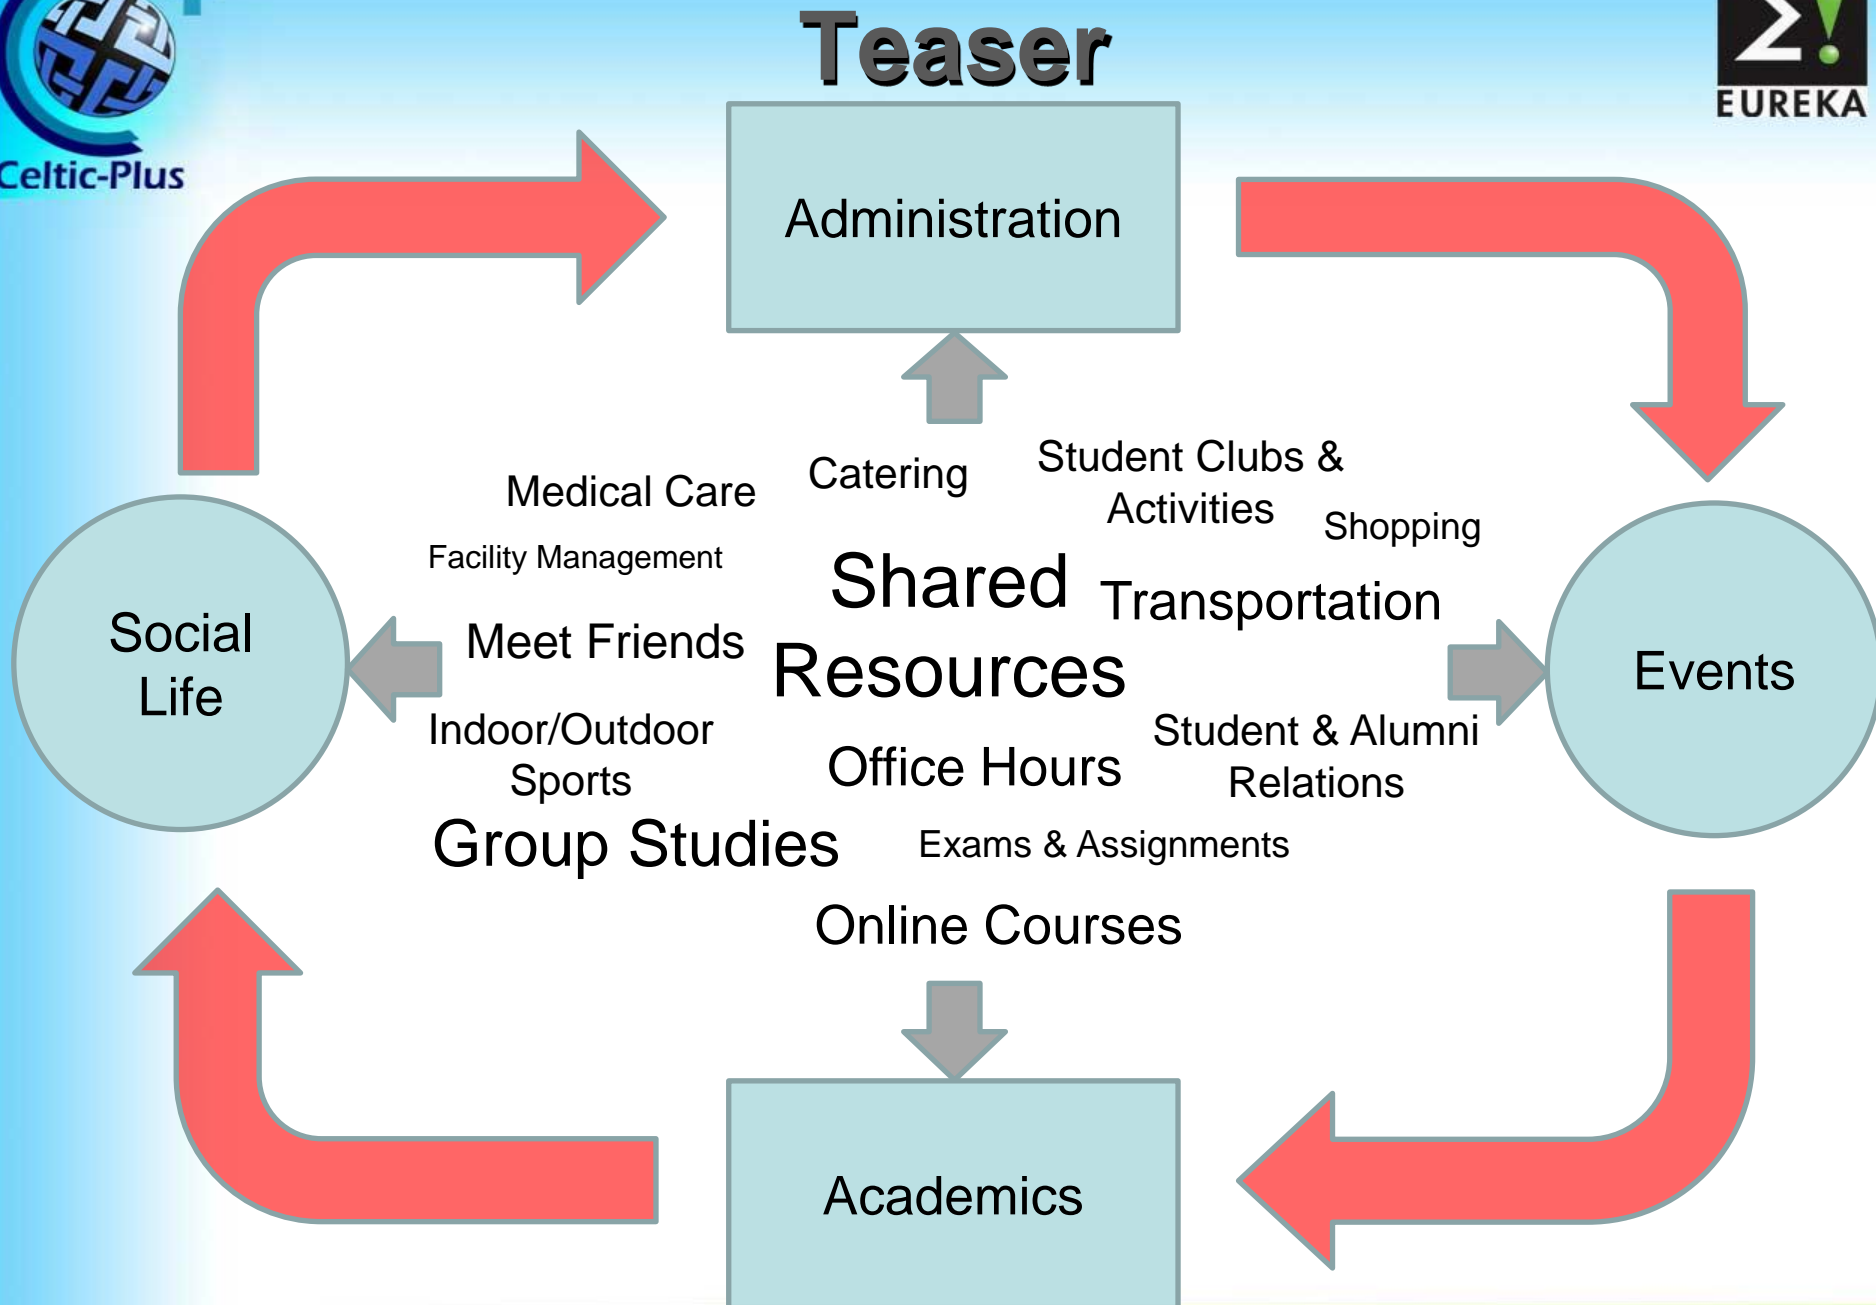 Teaser
Celtic-Plus
EUREKA
Administration
Medical Care
Catering
Student Clubs &
Activities
Shopping
Facility Management
Shared
Resources
Transportation
Social
Life
Meet Friends
Events
Indoor/Outdoor
Sports
Office Hours
Student & Alumni
Relations
Group Studies
Exams & Assignments
Online Courses
Academics